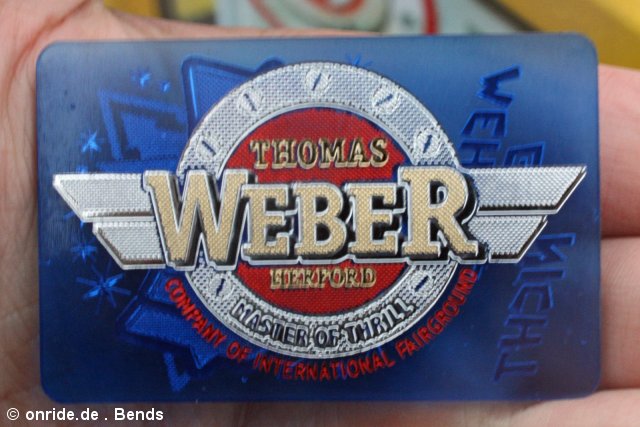 THOMAS
WEBER
HERFORD
MASTER OF THRILL
COMPANY OF INTERNATIONAL FAIRGROUND
© onride.de . Bends